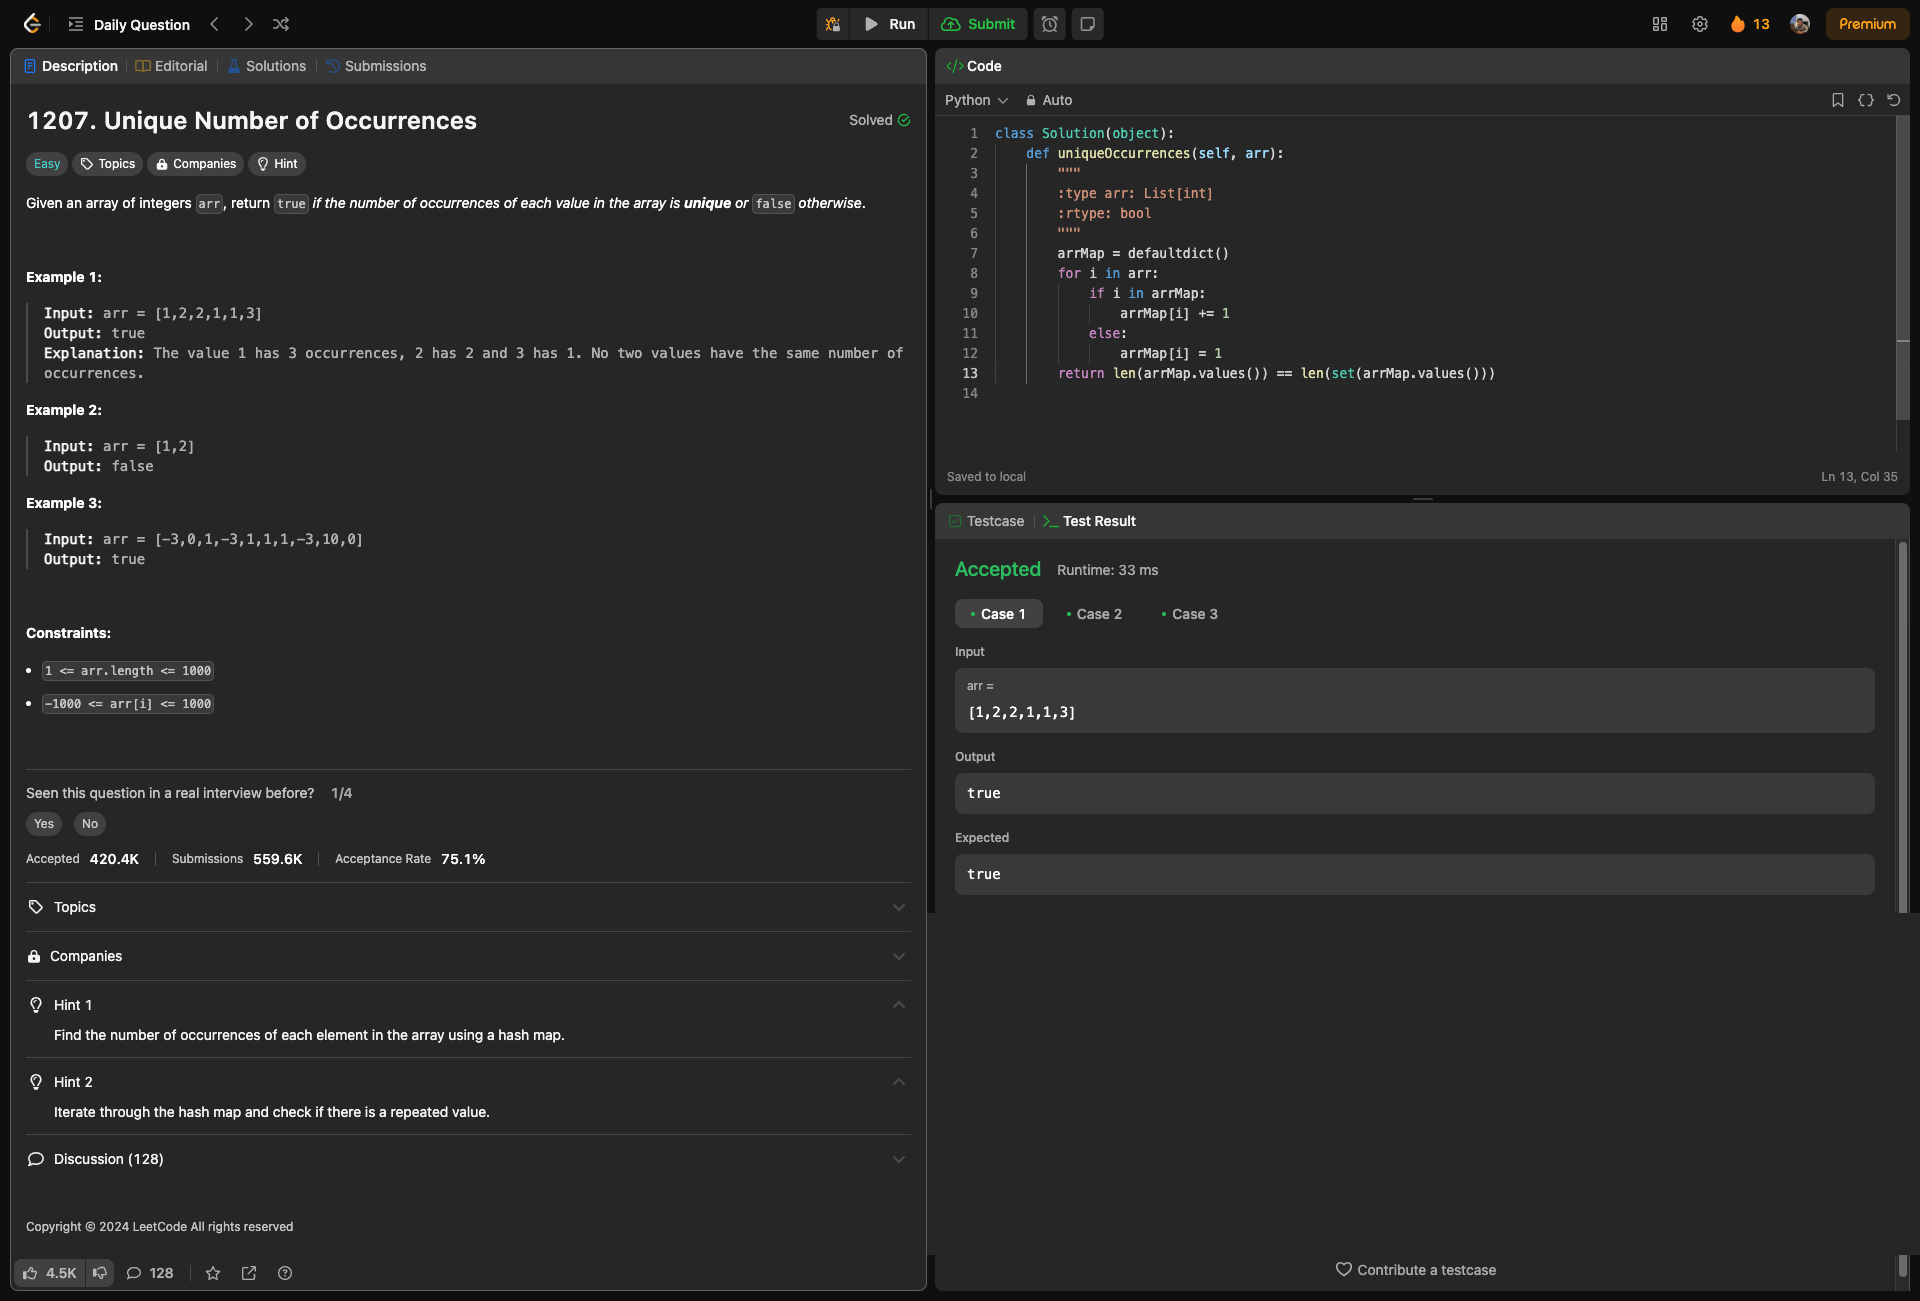 Daily Question
Run
Submit
13
Premium
Description
Editorial
Solutions
Submissions
1207. Unique Number of Occurrences
Solved
Easy
Topics
Companies
Hint
Given an array of integers arr, return true if the number of occurrences of each value in the array is unique or false otherwise.
Example 1:
Input: arr = [1,2,2,1,1,3]
Output: true
Explanation: The value 1 has 3 occurrences, 2 has 2 and 3 has 1. No two values have the same number of
occurrences.
Example 2:
Input: arr = [1,2]
Output: false
Example 3:
Input: arr = [-3,0,1,-3,1,1,1,-3,10,0]
Output: true
Constraints:
1 <= arr.length <= 1000
-1000 <= arr[i] <= 1000
Seen this question in a real interview before? 1/4
Yes
No
Accepted 420.4K
Submissions 559.6K
Acceptance Rate 75.1%
Topics
Companies
Hint 1
Find the number of occurrences of each element in the array using a hash map.
Hint 2
Iterate through the hash map and check if there is a repeated value.
Discussion (128)
Copyright © 2024 LeetCode All rights reserved
4.5K
128
</> Code
Python
Auto
1 class Solution(object):
2     def uniqueOccurrences(self, arr):
3         """
4         :type arr: List[int]
5         :rtype: bool
6         """
7         arrMap = defaultdict()
8         for i in arr:
9             if i in arrMap:
10                 arrMap[i] += 1
11             else:
12                 arrMap[i] = 1
13         return len(arrMap.values()) == len(set(arrMap.values()))
14
Saved to local
Ln 13, Col 35
Testcase
>_ Test Result
Accepted
Runtime: 33 ms
Case 1
Case 2
Case 3
Input
arr =
[1,2,2,1,1,3]
Output
true
Expected
true
Contribute a testcase